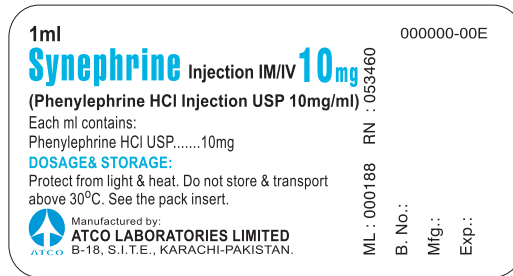 1ml
Synephrine Injection IM/IV 10mg
(Phenylephrine HCl Injection USP 10mg/ml)
Each ml contains:
Phenylephrine HCl USP.......10mg
DOSAGE& STORAGE:
Protect from light & heat. Do not store & transport
above 30⁰C. See the pack insert.
ATCO
Manufactured by:
ATCO LABORATORIES LIMITED
B-18, S.I.T.E., KARACHI-PAKISTAN.
ML : 000188 RN : 053460
000000-00E
B. No.:
Mfg.:
Exp.: